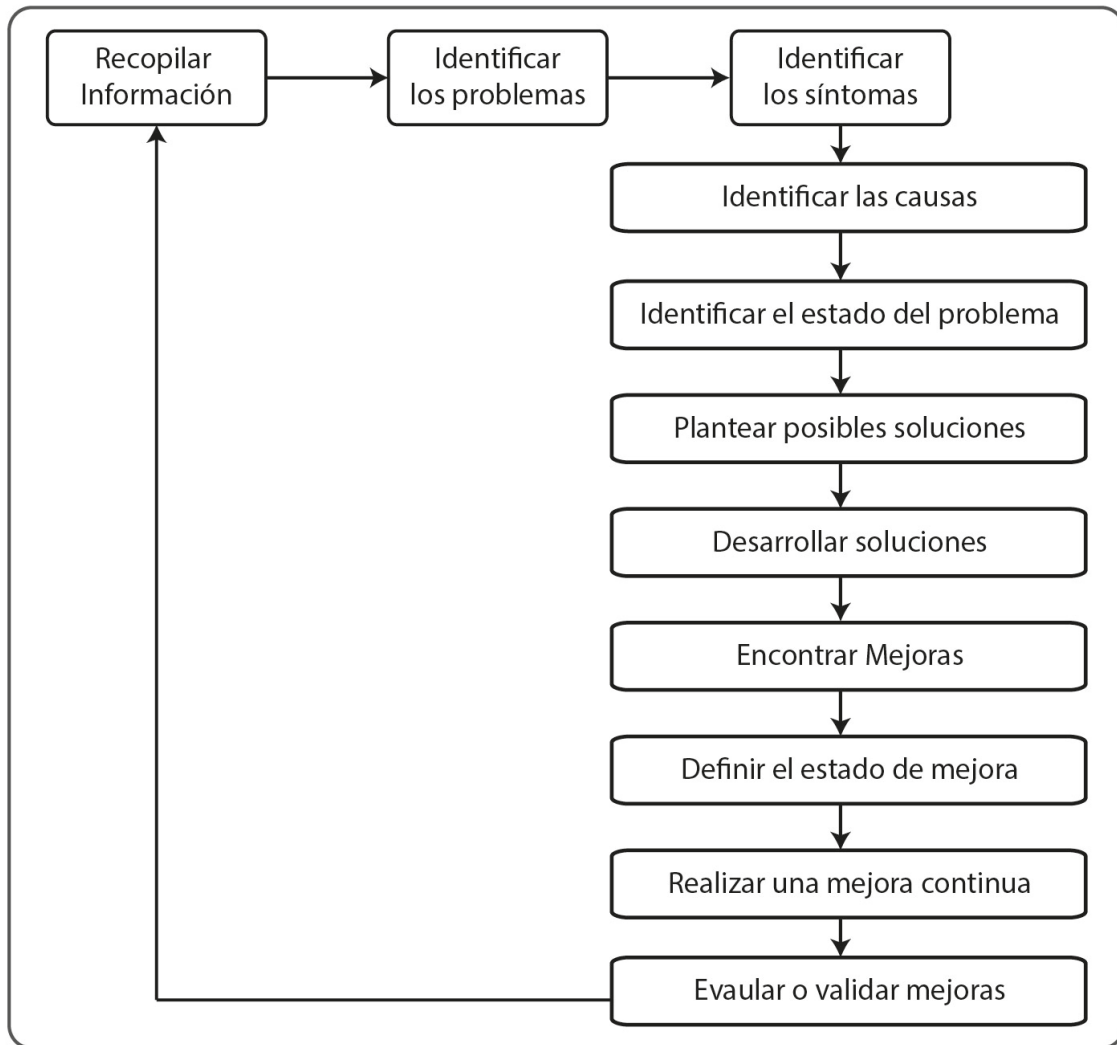 Recopilar
Información
Identificar
los problemas
Identificar
los síntomas
Identificar las causas
Identificar el estado del problema
Plantear posibles soluciones
Desarrollar soluciones
Encontrar Mejoras
Definir el estado de mejora
Realizar una mejora continua
Evaular o validar mejoras